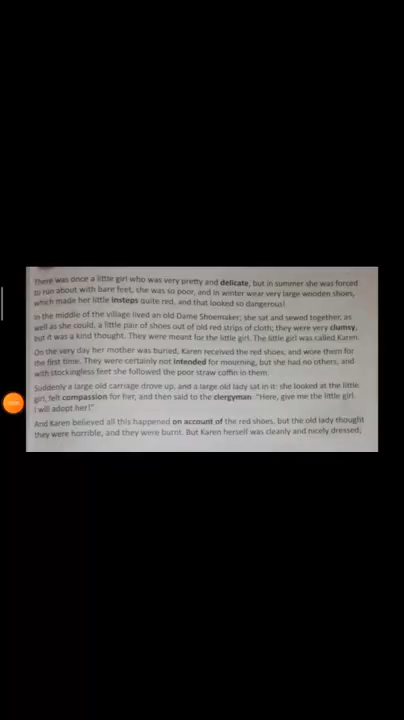 There was once a little girl who was very pretty and delicate, but in summer she was forced
to run about with bare feet, she was so poor, and in winter wear very large wooden shoes,
which made her little insteps quite red, and that looked so dangerous!
In the middle of the village lived an old Dame Shoemaker; she sat and sewed together, as
well as she could, a little pair of shoes out of old red strips of cloth; they were very clumsy,
but it was a kind thought. They were meant for the little girl. The little girl was called Karen.
On the very day her mother was buried, Karen received the red shoes, and wore them for
the first time. They were certainly not intended for mourning, but she had no others, and
with stockingless feet she followed the poor straw coffin in them.
Suddenly a large old carriage drove up, and a large old lady sat in it: she looked at the little
girl, felt compassion for her, and then said to the clergyman: "Here, give me the little girl.
I will adopt her!"
And Karen believed all this happened on account of the red shoes, but the old lady thought
they were horrible, and they were burnt. But Karen herself was cleanly and nicely dressed;